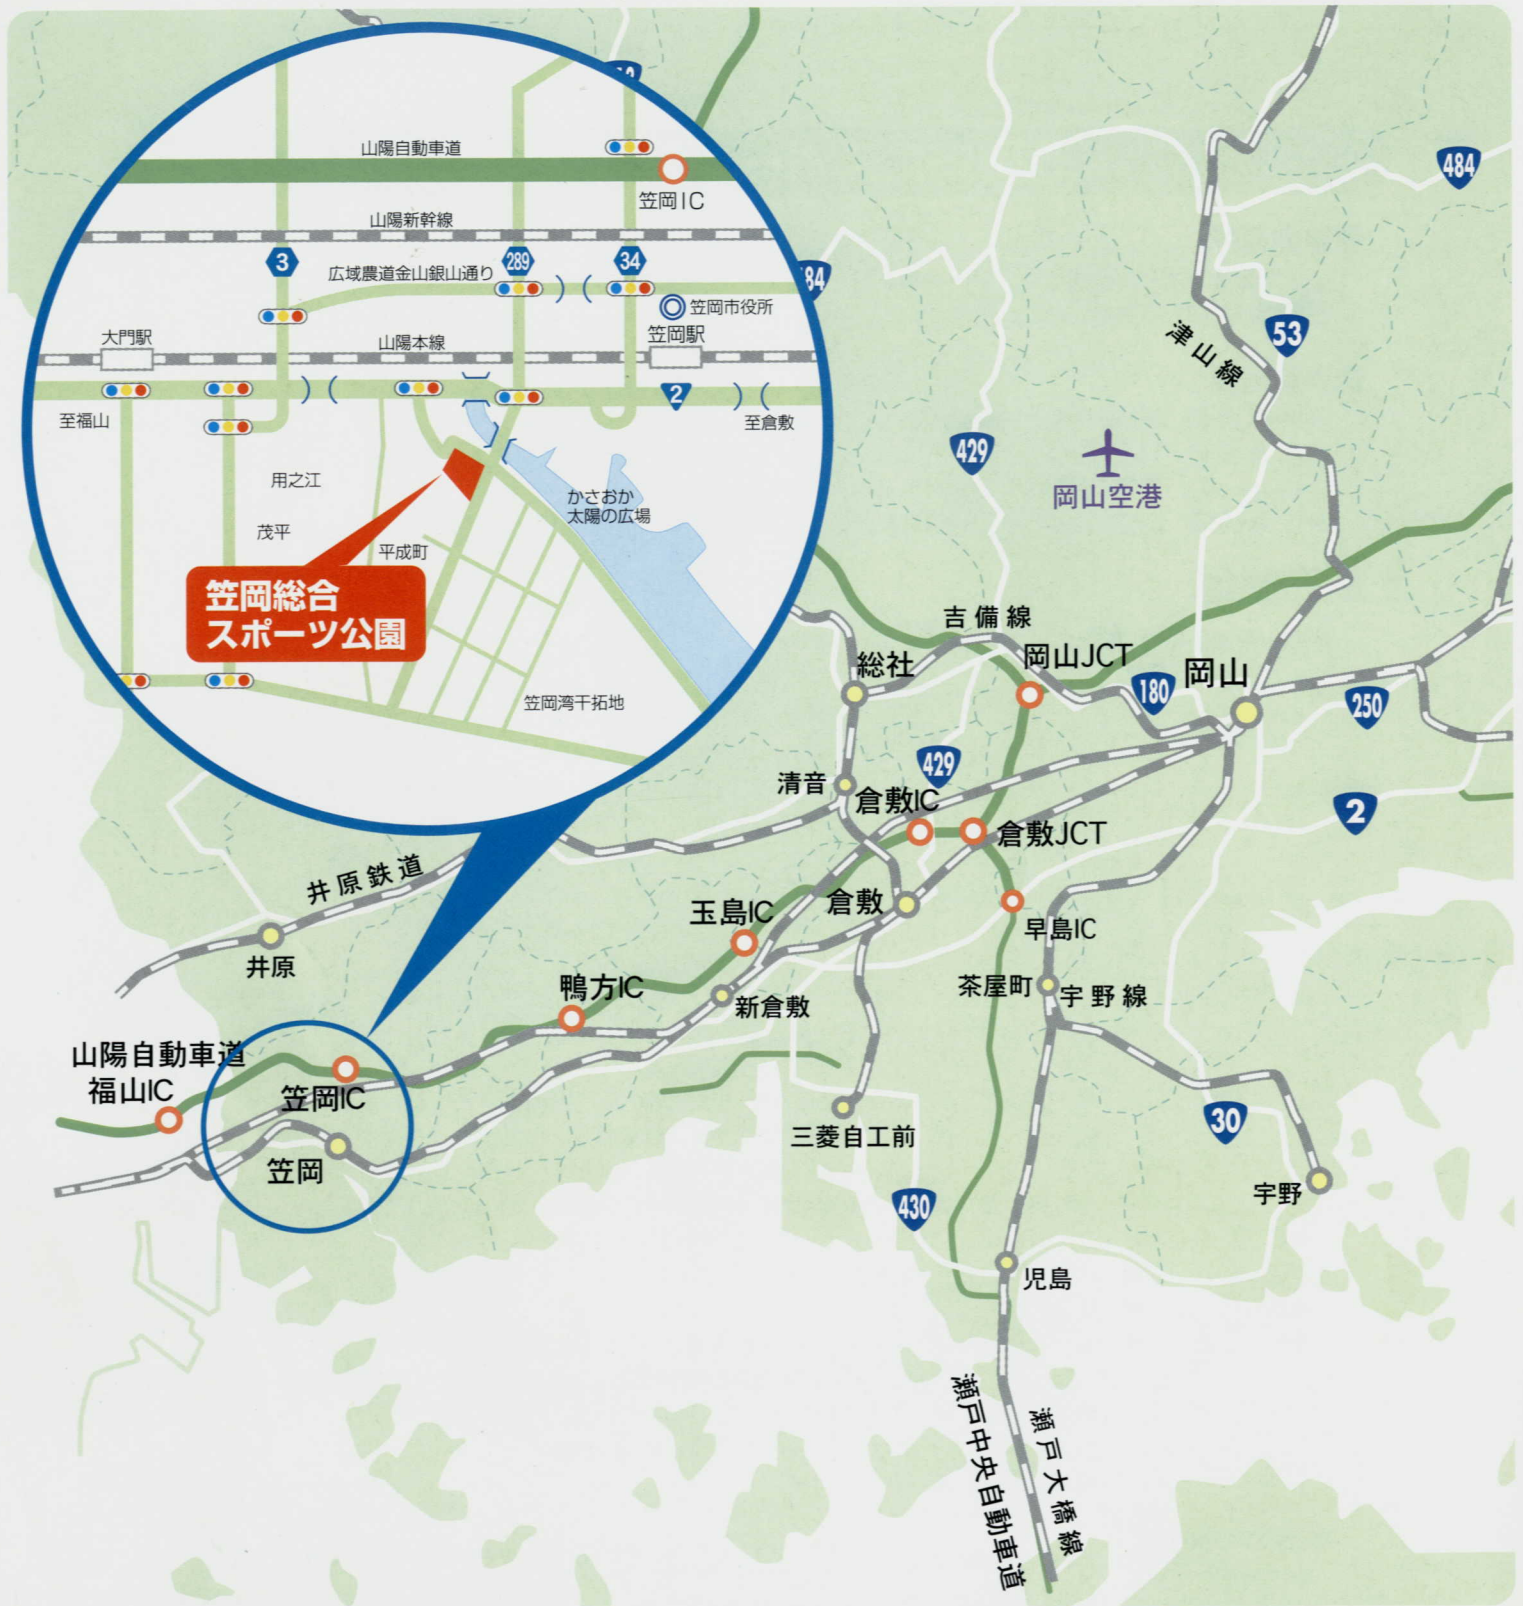 山陽自動車道
笠岡IC
山陽新幹線
3
289
34
広域農道金山銀山通り
笠岡市役所
大門駅
山陽本線
笠岡駅
2
至福山
至倉敷
用之江
茂平
平成町
かさおか
太陽の広場
笠岡総合
スポーツ公園
笠岡湾干拓地
484
53
津山線
429
岡山空港
吉備線
総社
岡山JCT
180
岡山
250
429
清音
倉敷IC
倉敷JCT
2
井原鉄道
玉島IC
倉敷
早島IC
井原
鴨方IC
新倉敷
茶屋町
宇野線
山陽自動車道
福山IC
笠岡IC
笠岡
三菱自工前
30
宇野
430
児島
瀬戸中央自動車道
瀬戸大橋線